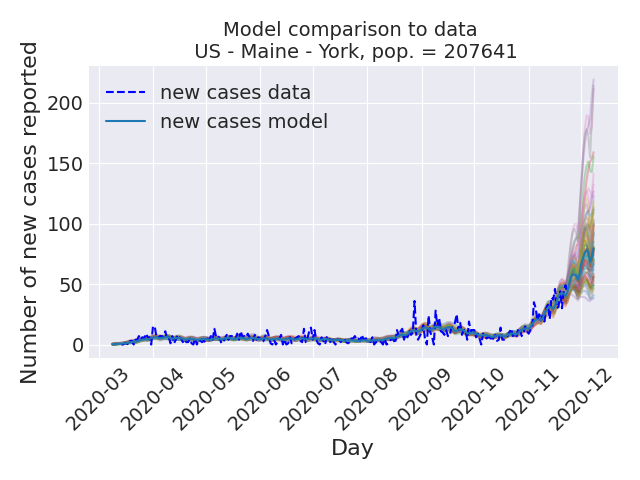 Model comparison to data
US - Maine - York, pop. = 207641
Number of new cases reported
200
150
100
50
0
new cases data
new cases model
2020-03
2020-04
2020-05
2020-06
2020-07
2020-08
2020-09
2020-10
2020-11
2020-12
Day